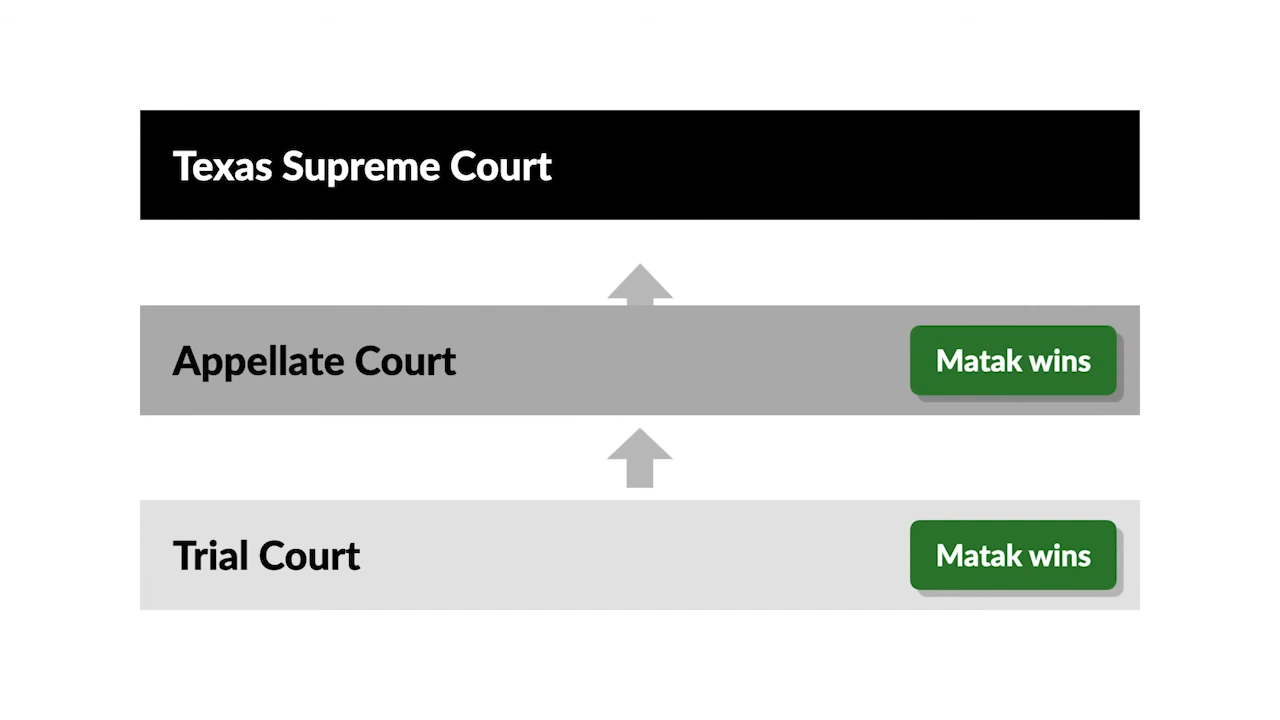 Texas Supreme Court
Appellate Court
Matak wins
Trial Court
Matak wins